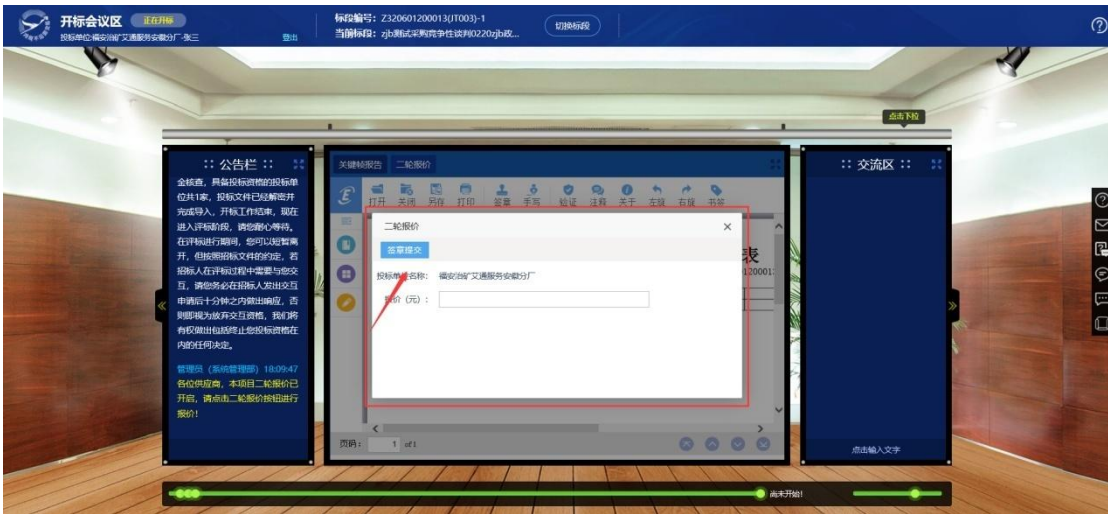 开标会议区 正在开标
投标单位:福安治矿艾通服务安徽分厂-张三 登出
标段编号：Z320601200013(JT003)-1
当前标段：zjb测试采购竞争性谈判0220zjb政...
切换标段
点击下拉
:: 公告栏 ::
金核查，具备投标资格的投标单
位共1家，投标文件已经解密并
完成导入，开标工作结束，现在
进入评标阶段，请您耐心等待。
在评标进行期间，您可以短暂离
开，但按照招标文件的约定，若
招标人在评标过程中需要与您交
互，请您务必在招标人发出交互
申请后十分钟之内做出响应，否
则即视为放弃交互资格，我们将
有权做出包括终止您投标资格在
内的任何决定。
管理员（系统管理部）18:09:47
各位供应商，本项目二轮报价已
开启，请点击二轮报价按钮进行
报价！
关键帧报告 二轮报价
打开 关闭 另存 打印 签章 手写 验证 注释 关于 左旋 右旋 书签
表
20001
二轮报价
签章提交
投标单位名称： 福安治矿艾通服务安徽分厂
价（元）：
页码： 1 of 1
:: 交流区 ::
点击输入文字
尚未开始!